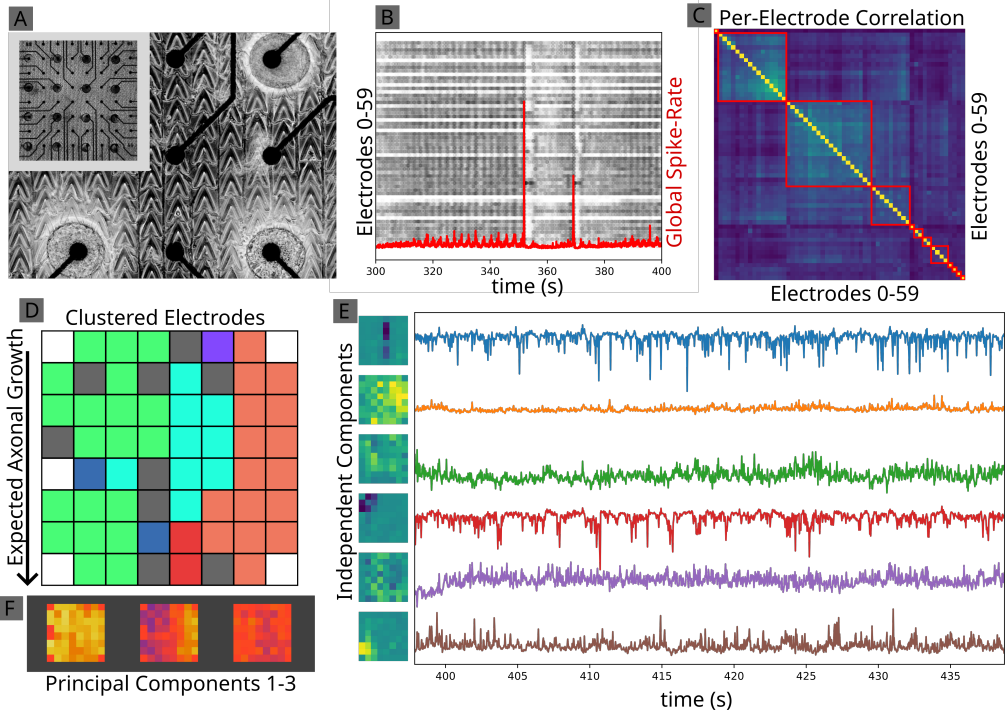 A
B
Electrodes 0-59
Global Spike-Rate
300
320
340
360
380
400
time (s)
C
Per-Electrode Correlation
Electrodes 0-59
Electrodes 0-59
D
Clustered Electrodes
Expected Axonal Growth
E
Independent Components
400
405
410
415
420
425
430
435
time (s)
F
Principal Components 1-3